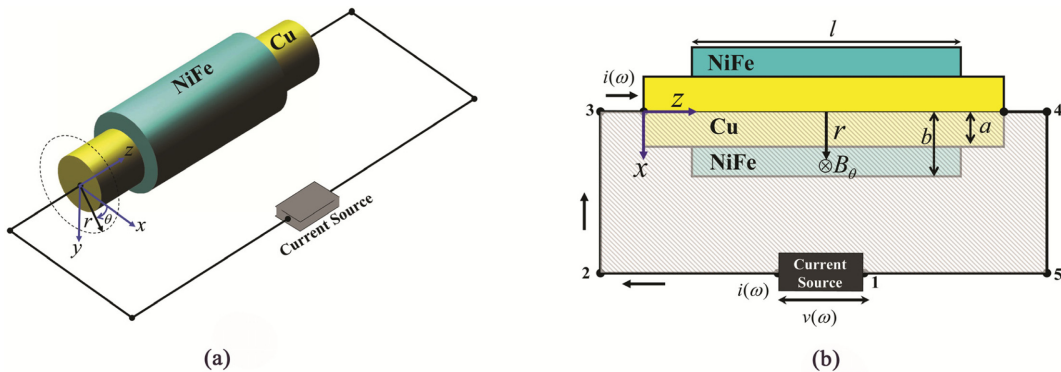 Cu
NiFe
z
r
θ
x
y
Current Source
(a)
l
NiFe
i(ω)
3
z
4
Cu
r
b
a
x
NiFe
B_θ
2
Current
Source
1
5
i(ω)
v(ω)
(b)